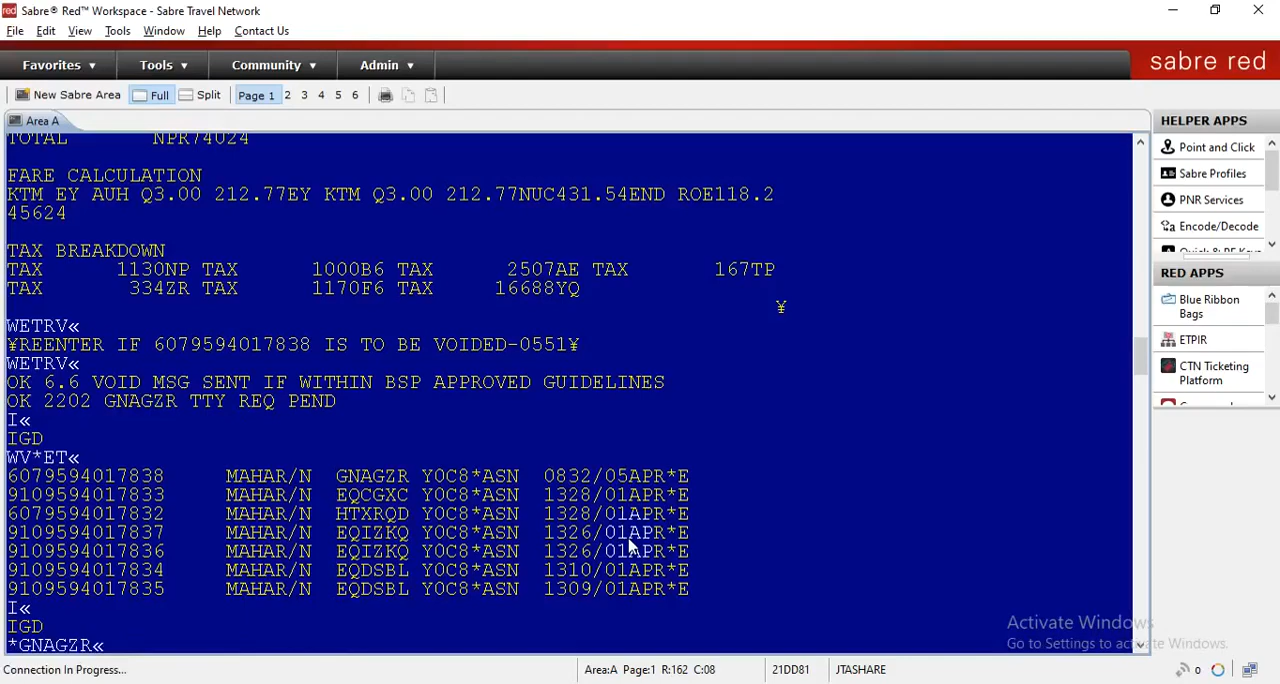 red Sabre® Red™ Workspace - Sabre Travel Network
File Edit View Tools Window Help Contact Us
Favorites Tools Community Admin sabre red
New Sabre Area Full Split Page 1 2 3 4 5 6
Area A
TOTAL NPR74024
FARE CALCULATION
KTM EY AUH Q3.00 212.77EY KTM Q3.00 212.77NUC431.54END ROE118.2
45624
TAX BREAKDOWN
TAX 1130NP TAX 1000B6 TAX 2507AE TAX 167TP
TAX 334ZR TAX 1170F6 TAX 16688YQ
¥
WETRV«
¥REENTER IF 6079594017838 IS TO BE VOIDED-0551¥
WETRV«
OK 6.6 VOID MSG SENT IF WITHIN BSP APPROVED GUIDELINES
OK 2202 GNAGZR TTY REQ PEND
I«
IGD
WV*ET«
6079594017838 MAHAR/N GNAGZR Y0C8*ASN 0832/05APR*E
9109594017833 MAHAR/N EQCGXC Y0C8*ASN 1328/01APR*E
6079594017832 MAHAR/N HTXRQD Y0C8*ASN 1328/01APR*E
9109594017837 MAHAR/N EQIZKQ Y0C8*ASN 1326/01APR*E
9109594017836 MAHAR/N EQIZKQ Y0C8*ASN 1326/01APR*E
9109594017834 MAHAR/N EQDSBL Y0C8*ASN 1310/01APR*E
9109594017835 MAHAR/N EQDSBL Y0C8*ASN 1309/01APR*E
I«
IGD
*GNAGZR«
HELPER APPS
Point and Click
Sabre Profiles
PNR Services
Encode/Decode
RED APPS
Blue Ribbon
Bags
ETPIR
CTN Ticketing
Platform
Activate Windows
Go to Settings to activate Windows.
Connection In Progress... Area:A Page:1 R:162 C:08 21DD81 JTASHARE 0